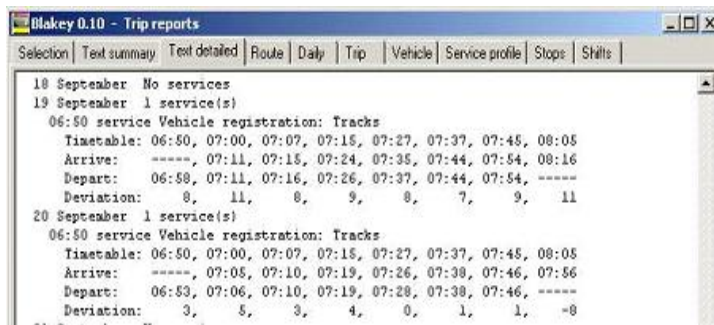 Blakey 0.10 - Trip reports
Selection Text summary Text detailed Route Daily Trip Vehicle Service profile Stops Shifts
18 September No services
19 September 1 service(s)
06:50 service Vehicle registration: Tracks
Timetable: 06:50, 07:00, 07:07, 07:15, 07:27, 07:37, 07:45, 08:05
Arrive: -----, 07:11, 07:15, 07:24, 07:35, 07:44, 07:54, 08:16
Depart: 06:58, 07:11, 07:16, 07:26, 07:37, 07:44, 07:54, -----
Deviation: 8, 11, 8, 9, 8, 7, 9, 11
20 September 1 service(s)
06:50 service Vehicle registration: Tracks
Timetable: 06:50, 07:00, 07:07, 07:15, 07:27, 07:37, 07:45, 08:05
Arrive: -----, 07:05, 07:10, 07:19, 07:26, 07:38, 07:46, 07:56
Depart: 06:53, 07:06, 07:10, 07:19, 07:28, 07:38, 07:46, -----
Deviation: 3, 5, 3, 4, 0, 1, 1, -8